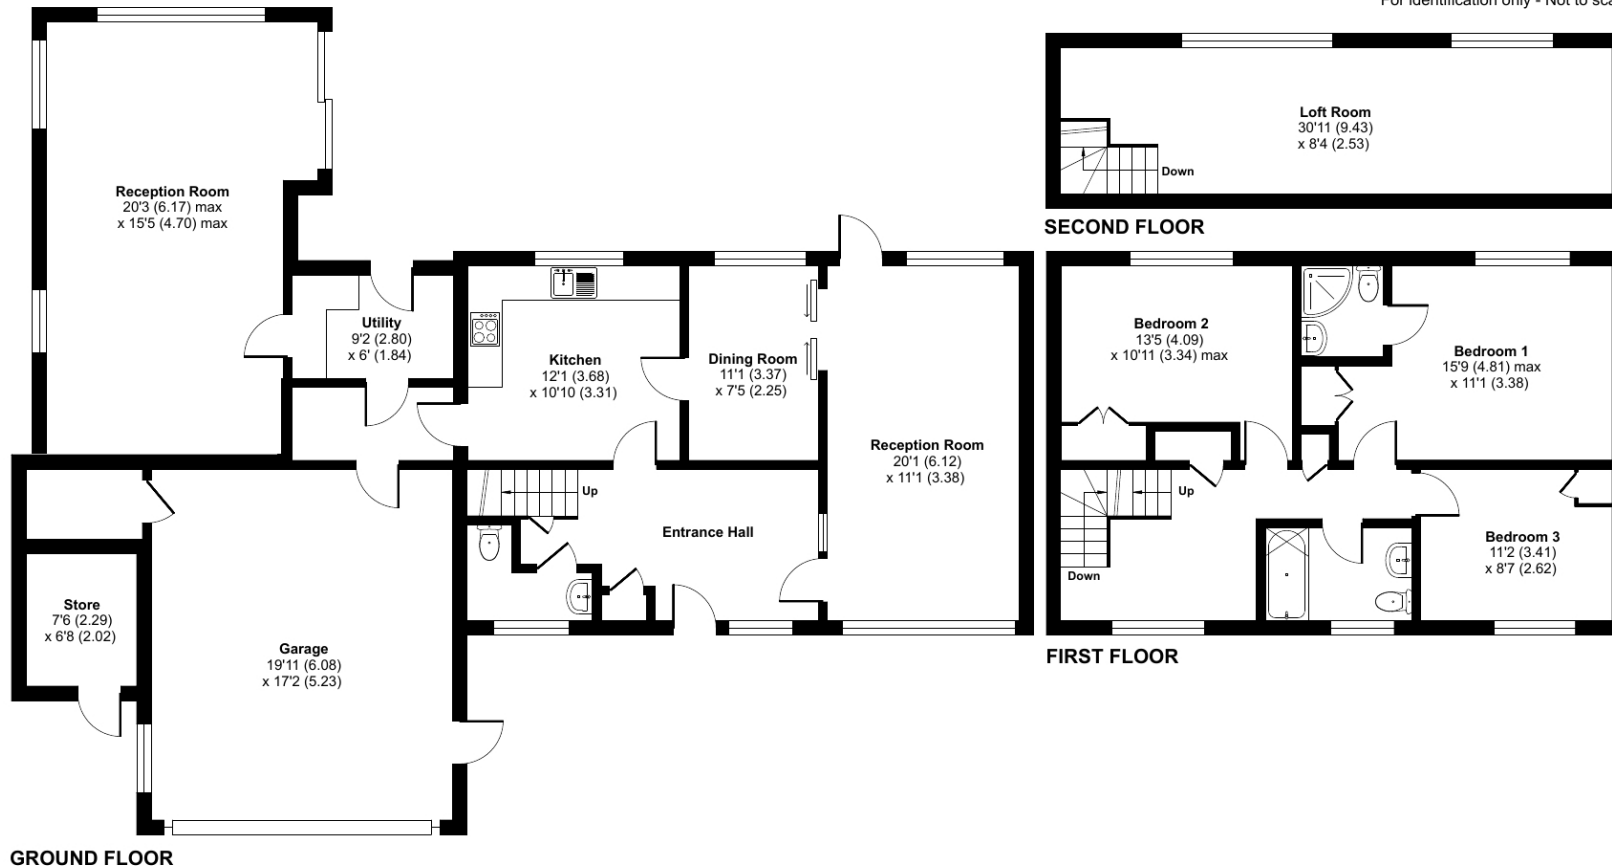 For identification only - Not to sca
Reception Room
20'3 (6.17) max
x 15'5 (4.70) max
Utility
9'2 (2.80)
x 6' (1.84)
Kitchen
12'1 (3.68)
x 10'10 (3.31)
Dining Room
11'1 (3.37)
x 7'5 (2.25)
Reception Room
20'1 (6.12)
x 11'1 (3.38)
Up
Entrance Hall
Store
7'6 (2.29)
x 6'8 (2.02)
Garage
19'11 (6.08)
x 17'2 (5.23)
GROUND FLOOR
Loft Room
30'11 (9.43)
x 8'4 (2.53)
Down
SECOND FLOOR
Bedroom 2
13'5 (4.09)
x 10'11 (3.34) max
Bedroom 1
15'9 (4.81) max
x 11'1 (3.38)
Up
Down
Bedroom 3
11'2 (3.41)
x 8'7 (2.62)
FIRST FLOOR